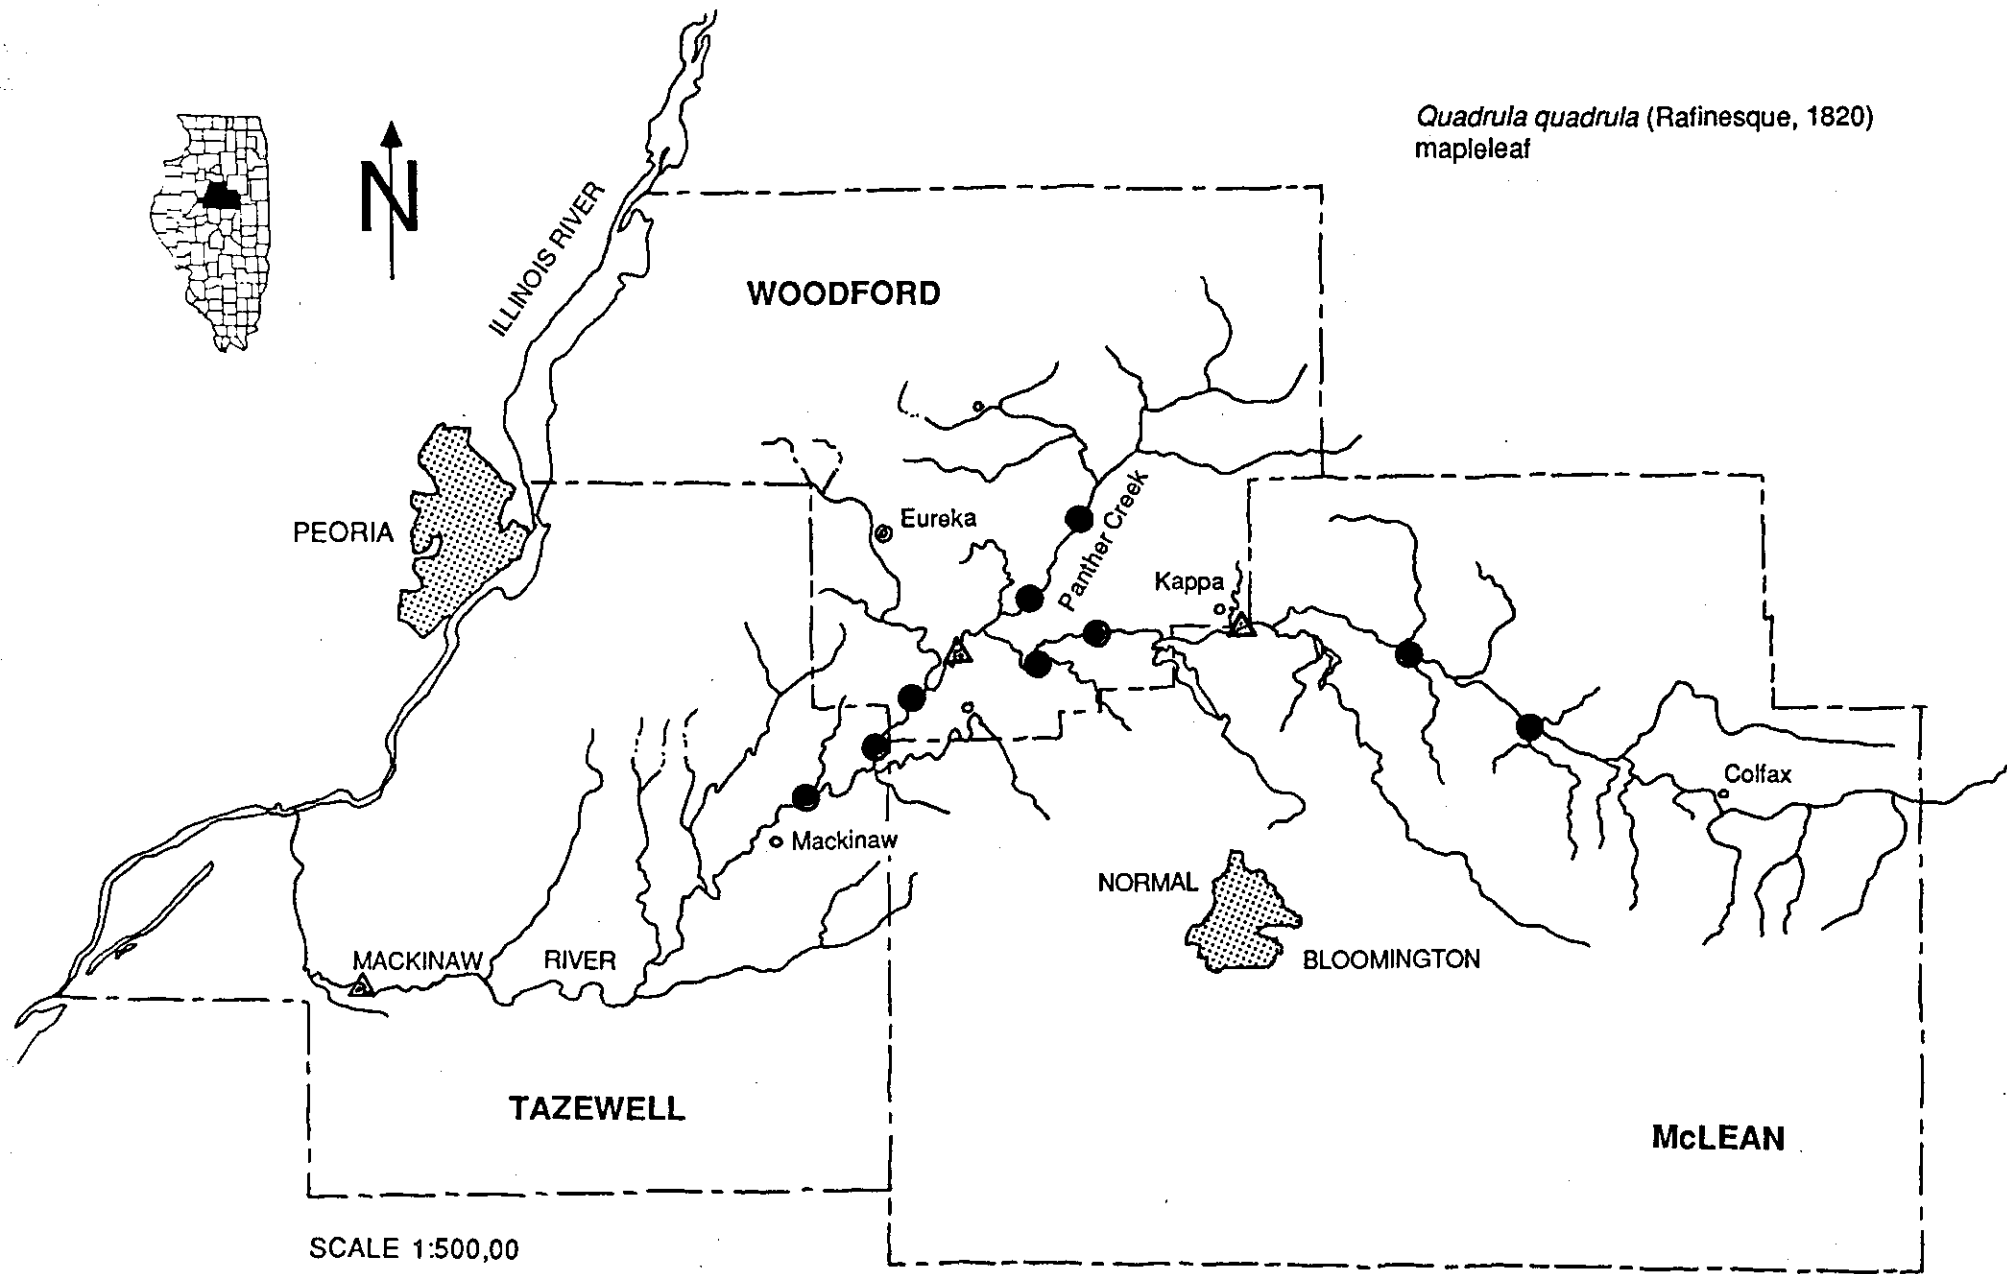 Quadrula quadrula (Rafinesque, 1820)
mapleleaf
N
ILLINOIS RIVER
WOODFORD
PEORIA
Eureka
Panther Creek
Kappa
Colfax
Mackinaw
NORMAL
BLOOMINGTON
MACKINAW RIVER
TAZEWELL
McLEAN
SCALE 1:500,00